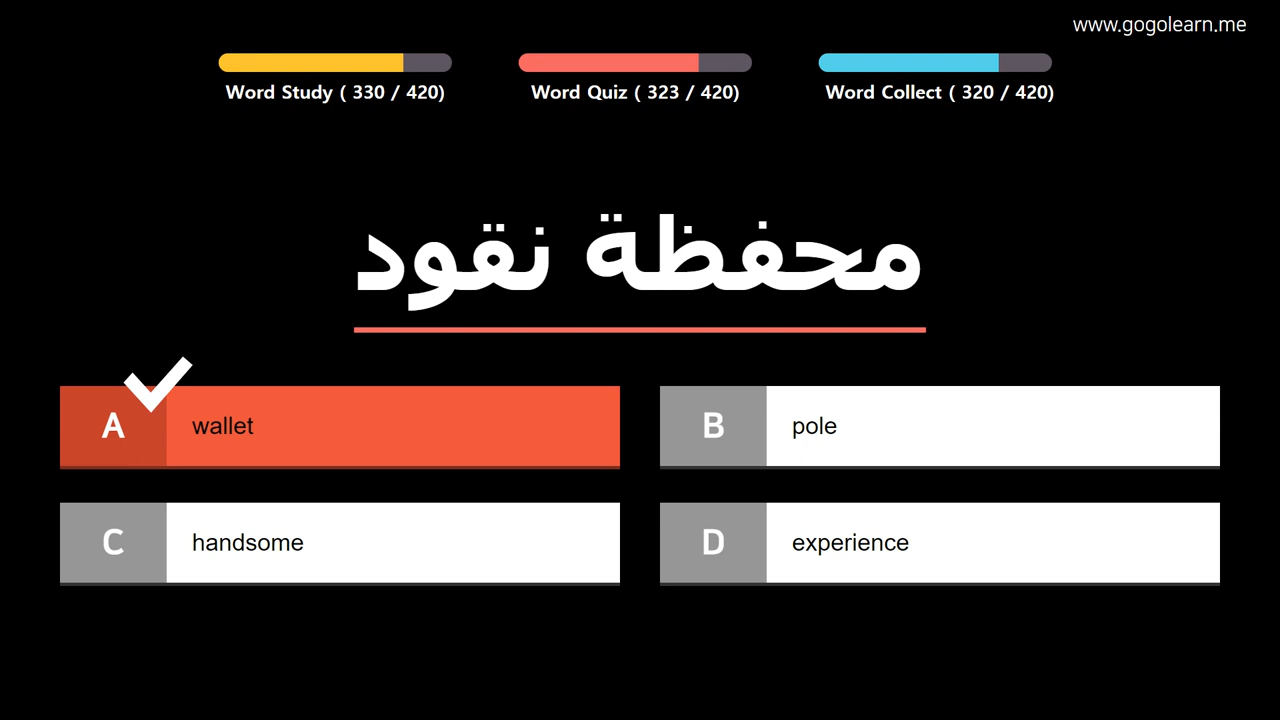 www.gogolearn.me
Word Study ( 330 / 420)
Word Quiz ( 323 / 420)
Word Collect ( 320 / 420)
محفظة نقود
A wallet
B pole
C handsome
D experience